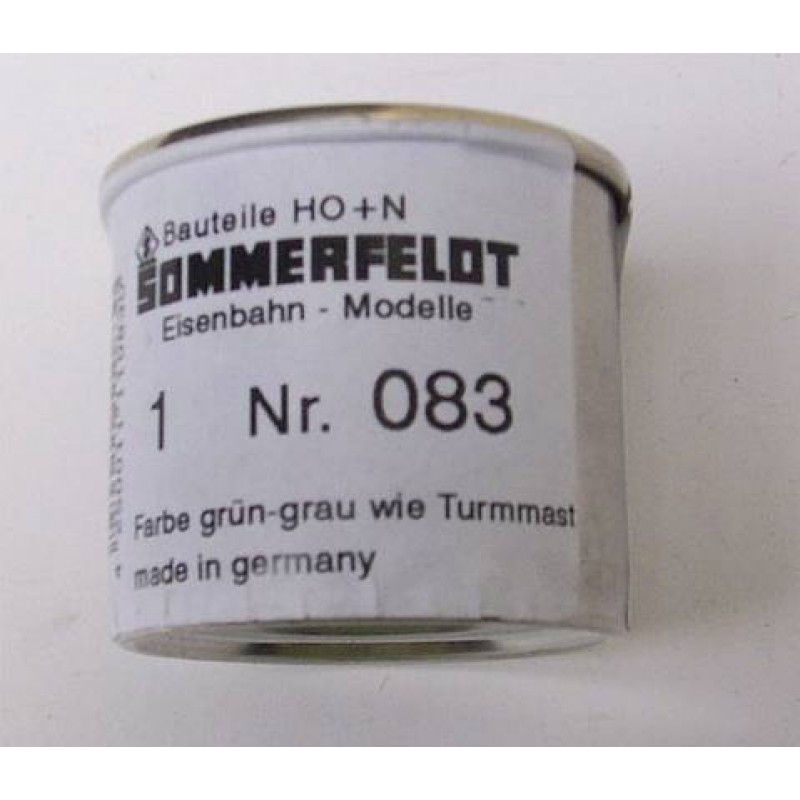 Bauteile HO+N
SOMMERFELDT
Eisenbahn - Modelle
1 Nr. 083
Farbe grün-grau wie Turmmast
made in germany